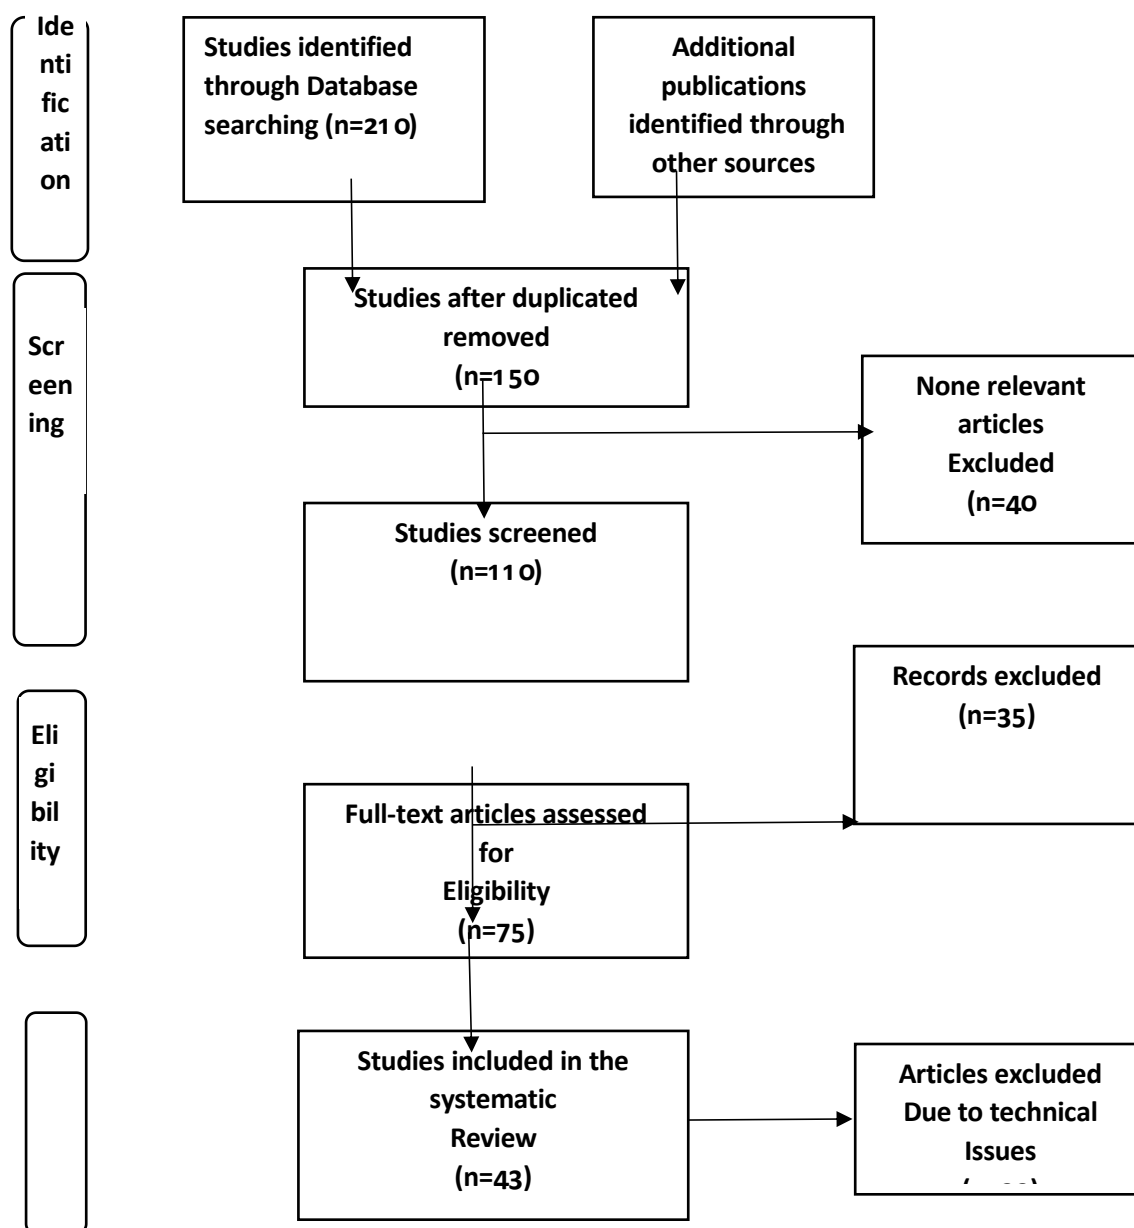 Ide
nti
fic
ati
on
Studies identified
through Database
searching (n=210)
Additional
publications
identified through
other sources
Studies after duplicated
removed
(n=150
Scr
een
ing
None relevant
articles
Excluded
(n=40
Studies screened
(n=110)
Records excluded
(n=35)
Eli
gi
bil
ity
Full-text articles assessed
for
Eligibility
(n=75)
Studies included in the
systematic
Review
(n=43)
Articles excluded
Due to technical
Issues